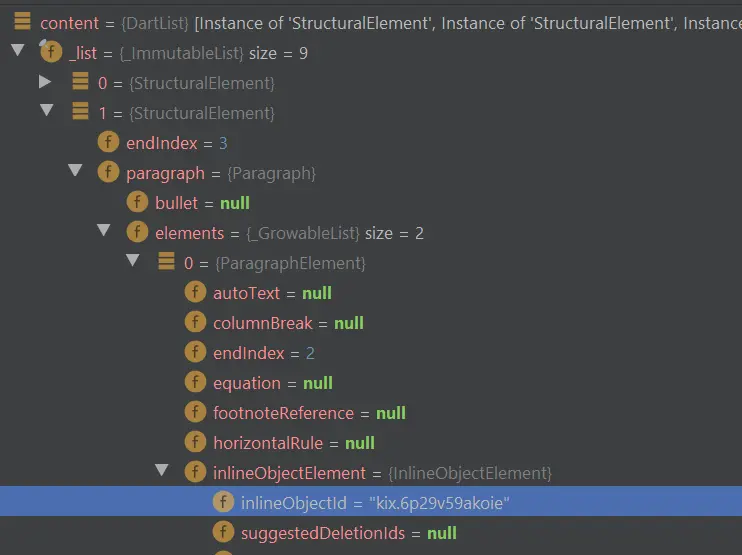 content = {DartList} [Instance of 'StructuralElement', Instance of 'StructuralElement', Instance
f _list = {_ImmutableList} size = 9
0 = {StructuralElement}
1 = {StructuralElement}
f endIndex = 3
f paragraph = {Paragraph}
f bullet = null
f elements = {_GrowableList} size = 2
0 = {ParagraphElement}
f autoText = null
f columnBreak = null
f endIndex = 2
f equation = null
f footnoteReference = null
f horizontalRule = null
f inlineObjectElement = {InlineObjectElement}
f inlineObjectId = "kix.6p29v59akoie"
f suggestedDeletionIds = null